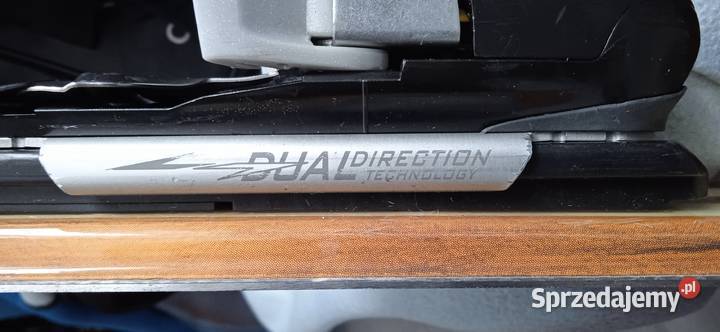 DUAL DIRECTION
TECHNOLOGY
Sprzedajemy.pl